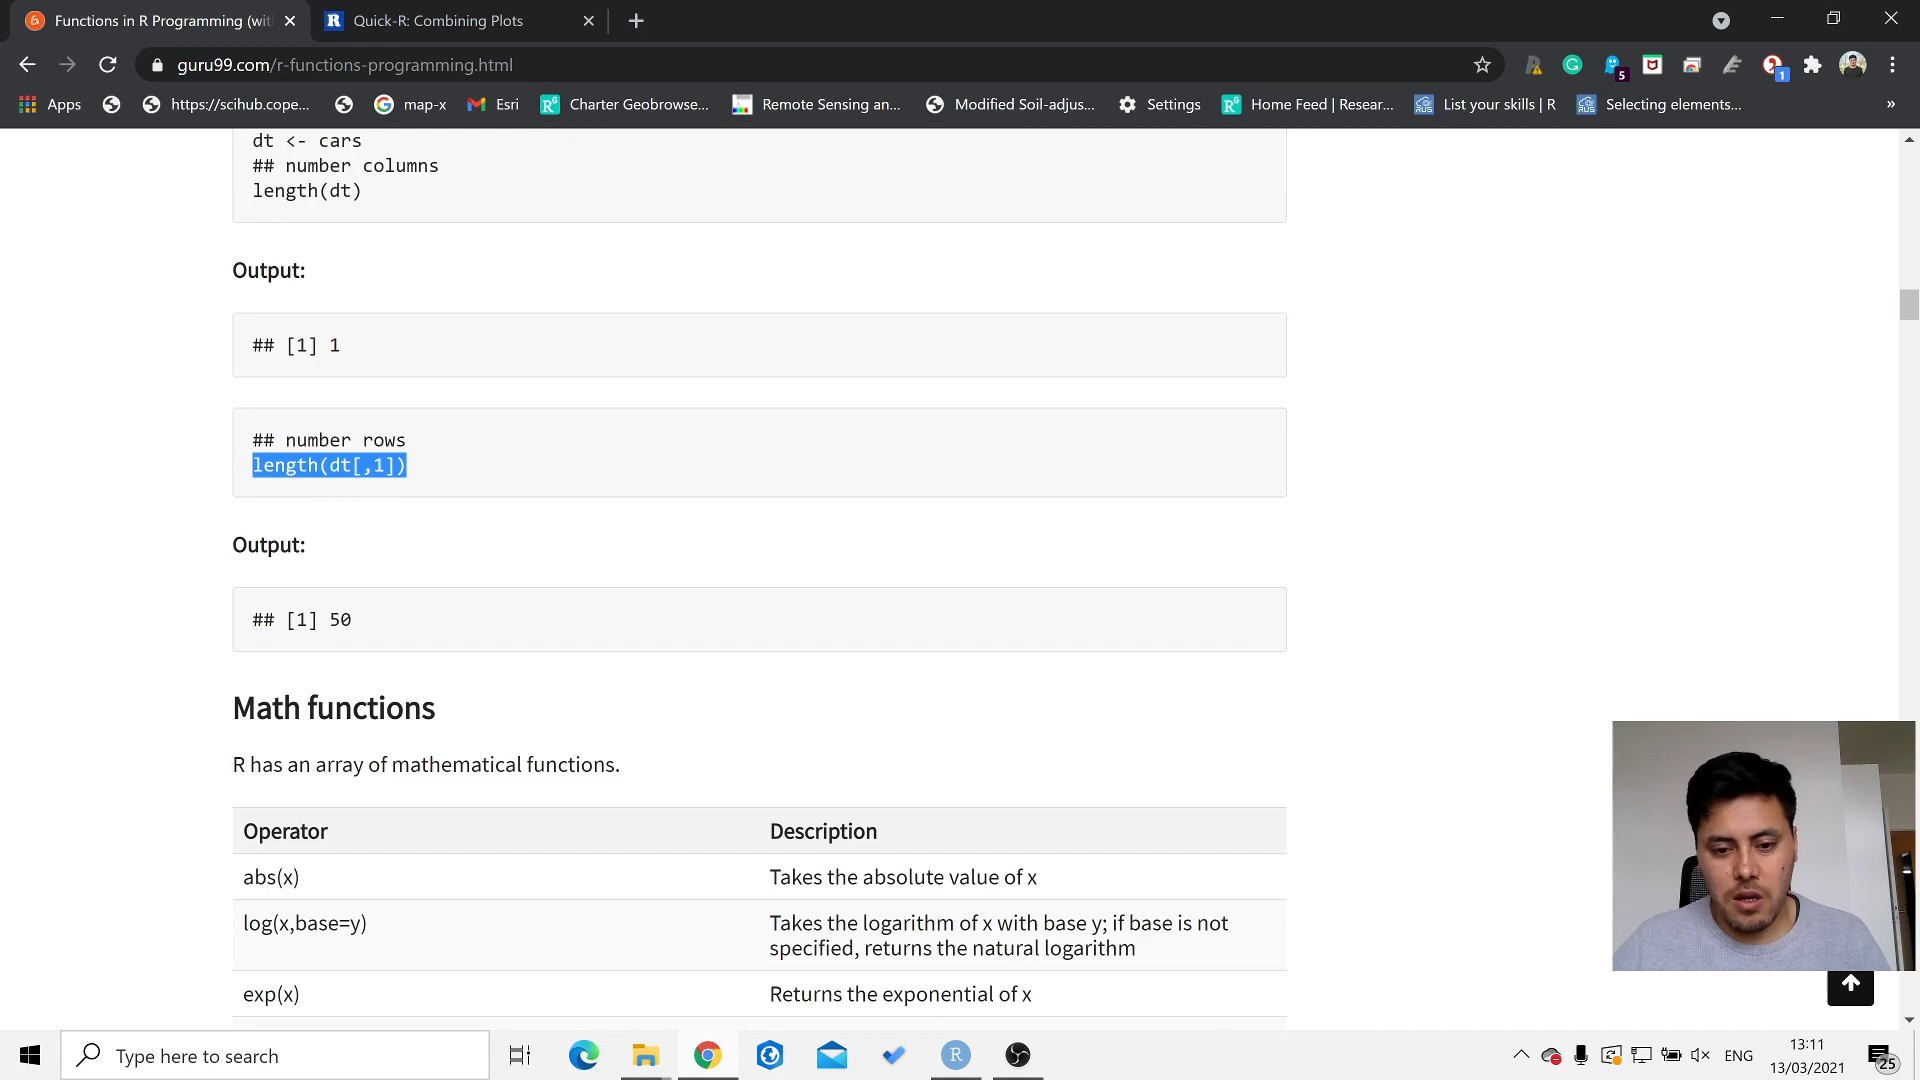 Functions in R Programming (wit
Quick-R: Combining Plots
guru99.com/r-functions-programming.html
5
1
Apps
https://scihub.cope...
map-x
Esri
Charter Geobrowse...
Remote Sensing an...
Modified Soil-adjus...
Settings
Home Feed | Resear...
List your skills | R
Selecting elements...
»
dt <- cars
## number columns
length(dt)
Output:
## [1] 1
## number rows
length(dt[,1])
Output:
## [1] 50
Math functions
R has an array of mathematical functions.
Operator Description
abs(x) Takes the absolute value of x
log(x,base=y) Takes the logarithm of x with base y; if base is not
specified, returns the natural logarithm
exp(x) Returns the exponential of x
Type here to search
R
ENG
13:11
13/03/2021
25